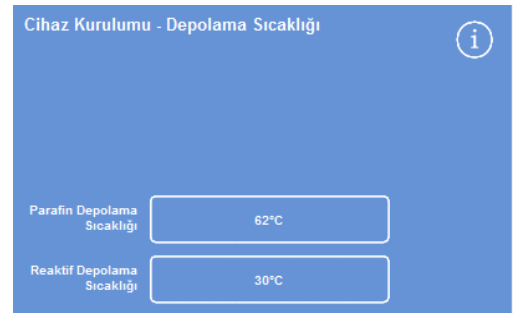 Cihaz Kurulumu - Depolama Sıcaklığı
i
Parafin Depolama
Sıcaklığı
62°C
Reaktif Depolama
Sıcaklığı
30°C